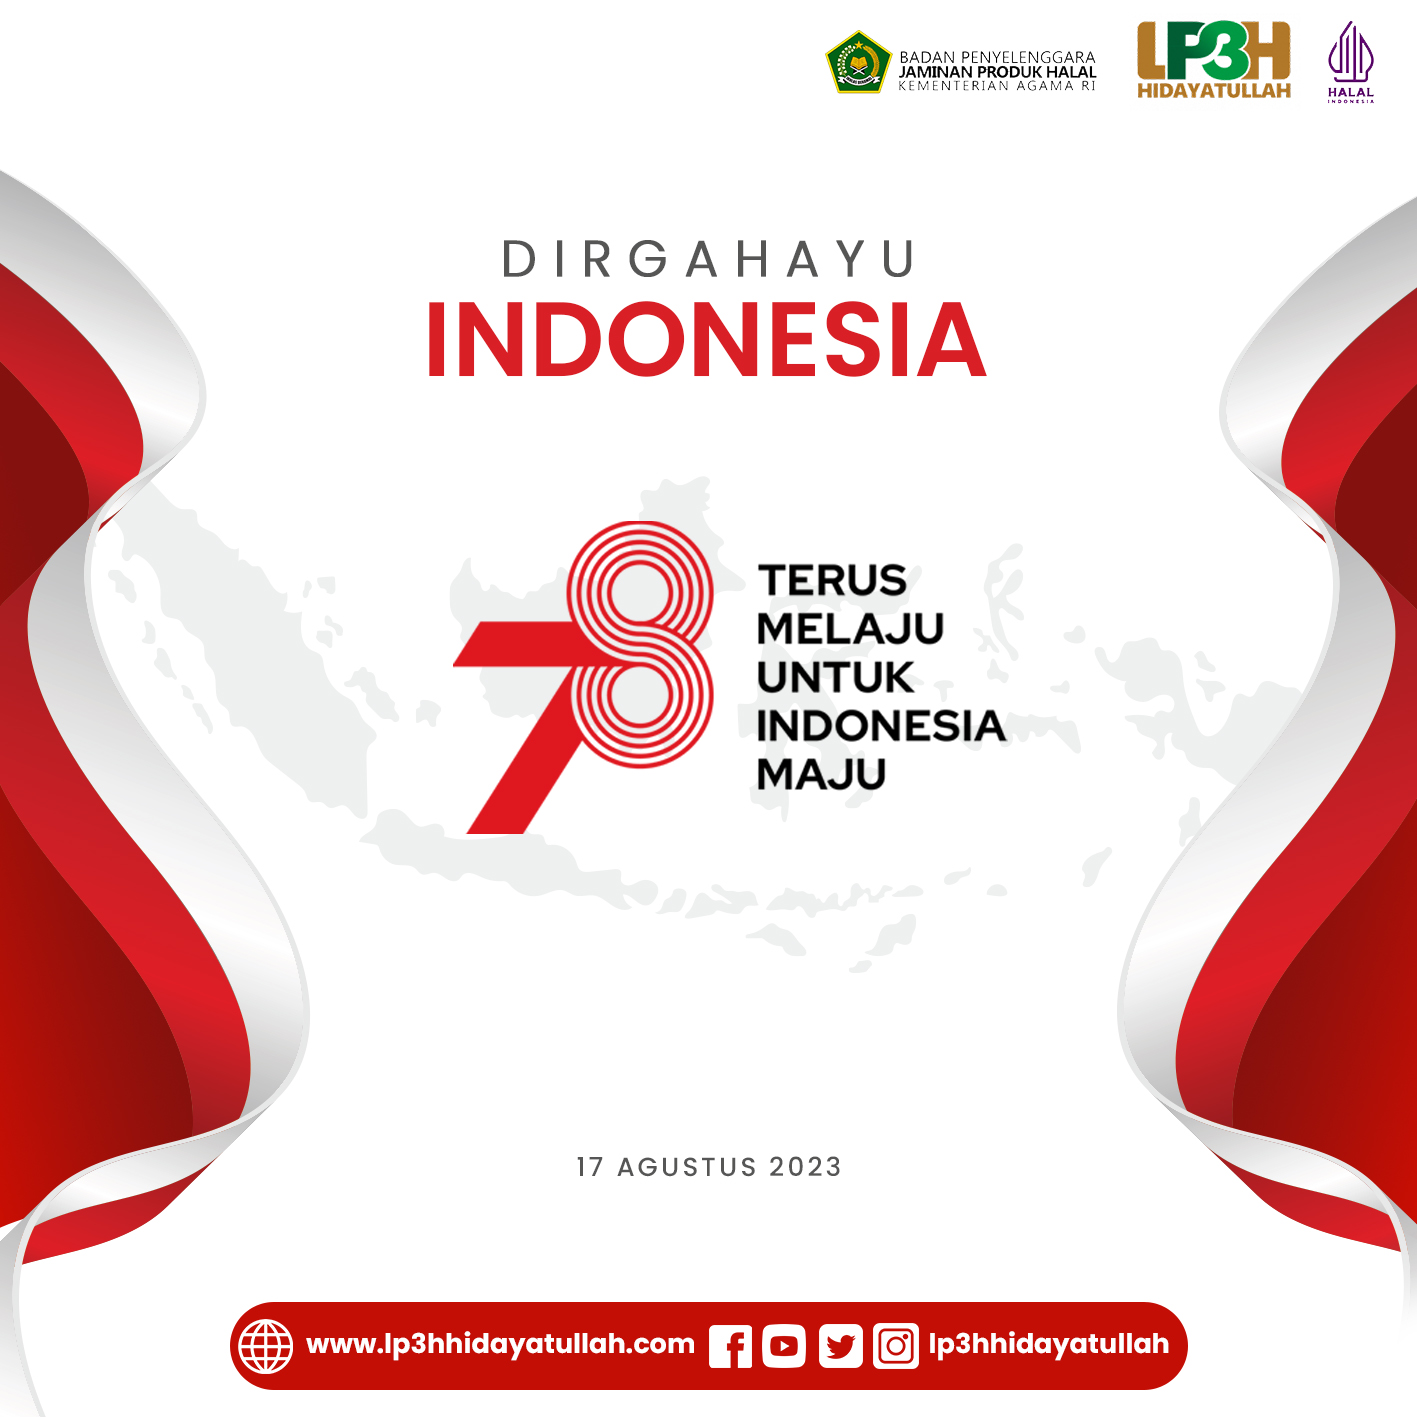 BADAN PENYELENGGARA
JAMINAN PRODUK HALAL
KEMENTERIAN AGAMA RI
LP3H
HIDAYATULLAH
HALAL
INDONESIA
DIRGAHAYU
INDONESIA
78
TERUS
MELAJU
UNTUK
INDONESIA
MAJU
17 AGUSTUS 2023
www.lp3hhidayatullah.com lp3hhidayatullah